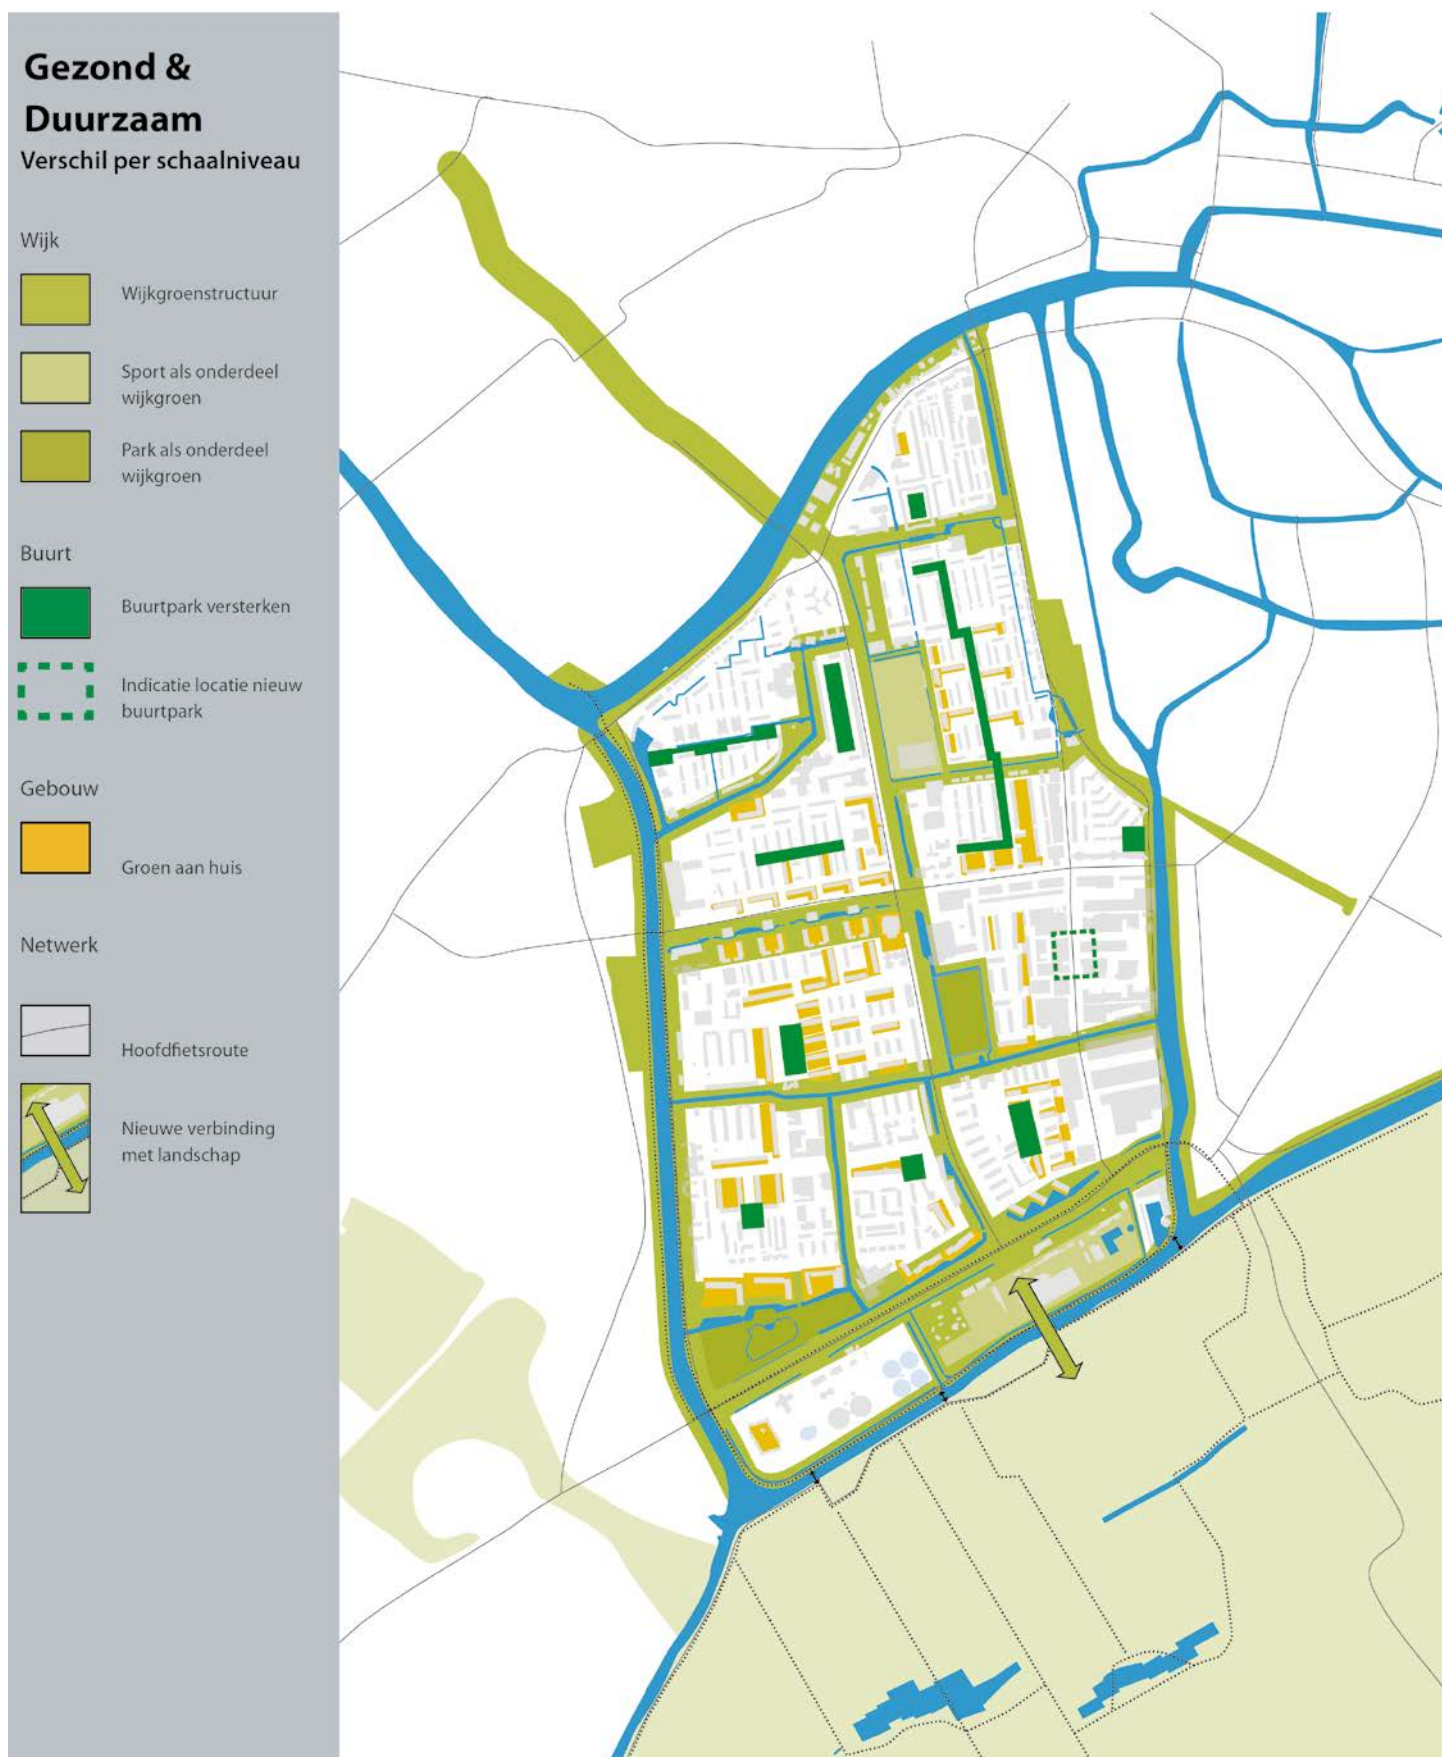 Gezond &
Duurzaam
Verschil per schaalniveau
Wijk
Wijkgroenstructuur
Sport als onderdeel
wijkgroen
Park als onderdeel
wijkgroen
Buurt
Buurtpark versterken
Indicatie locatie nieuw
buurtpark
Gebouw
Groen aan huis
Netwerk
Hoofdfietsroute
Nieuwe verbinding
met landschap